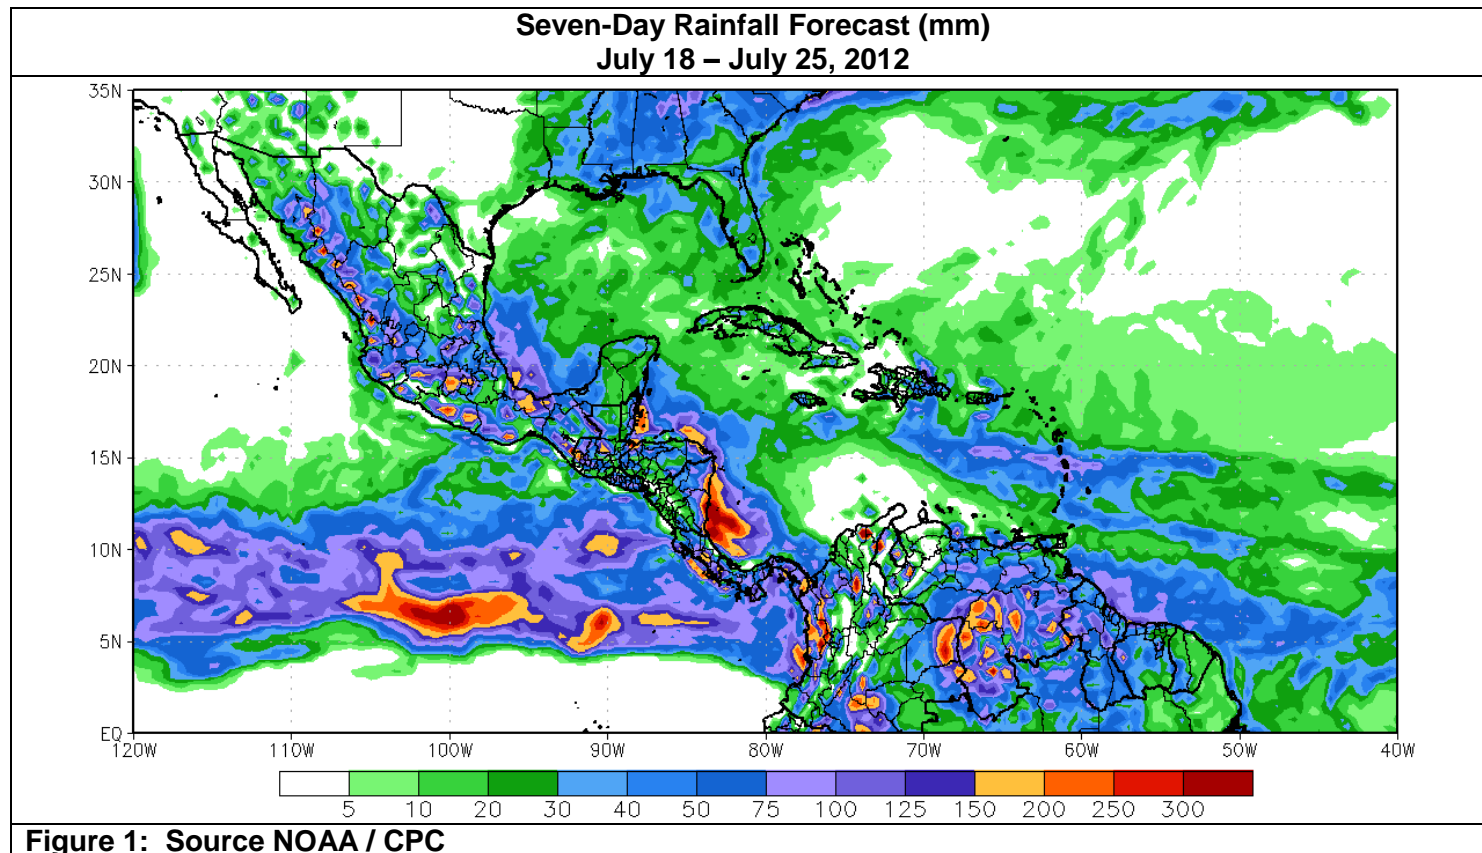 Seven-Day Rainfall Forecast (mm)
July 18 – July 25, 2012
35N
30N
25N
20N
15N
10N
5N
EQ
120W 110W 100W 90W 80W 70W 60W 50W 40W
5 10 20 30 40 50 75 100 125 150 200 250 300
Figure 1: Source NOAA / CPC